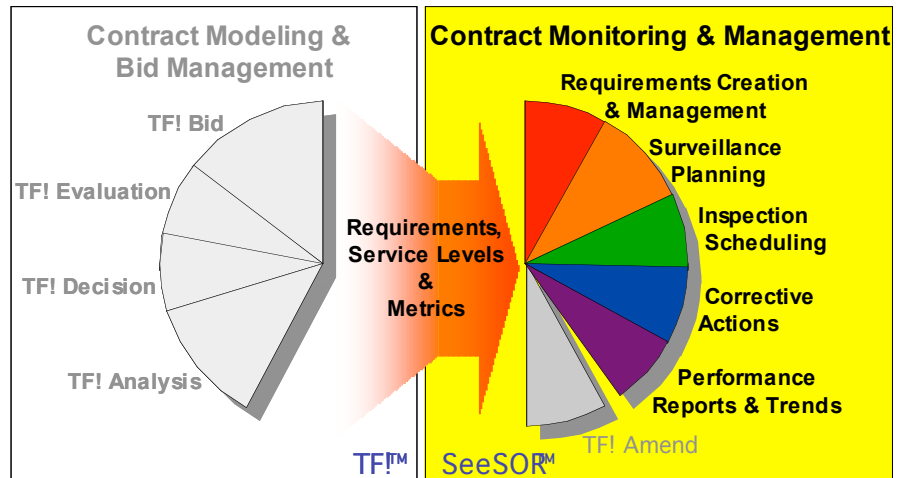 Contract Modeling &
Bid Management
TF! Bid
TF! Evaluation
TF! Decision
TF! Analysis
TF!™
Requirements,
Service Levels
&
Metrics
Contract Monitoring & Management
Requirements Creation
& Management
Surveillance
Planning
Inspection
Scheduling
Corrective
Actions
Performance
Reports & Trends
TF! Amend
SeeSOR™